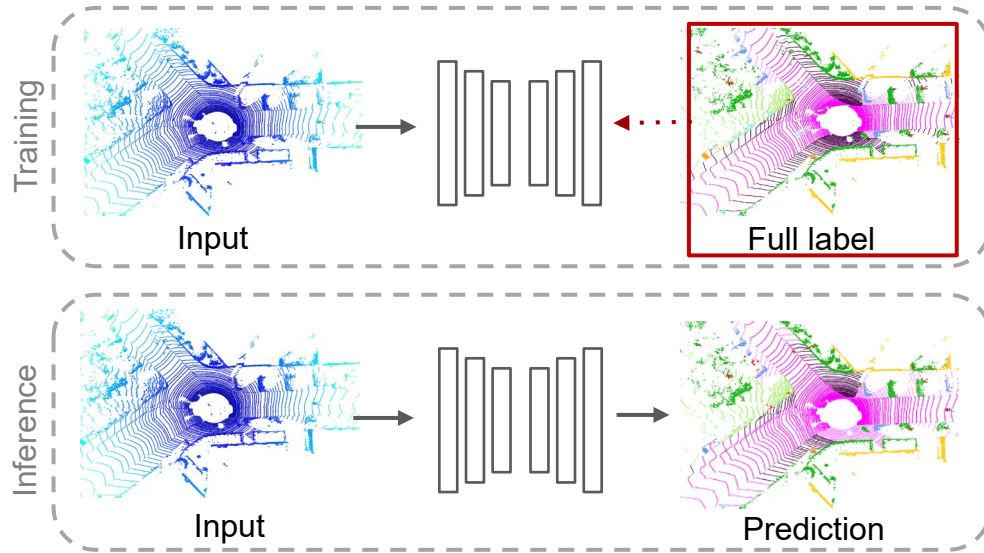 Training
Input
Full label
Inference
Input
Prediction